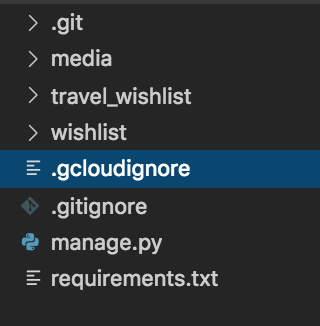 .git
media
travel_wishlist
wishlist
.gcloudignore
.gitignore
manage.py
requirements.txt